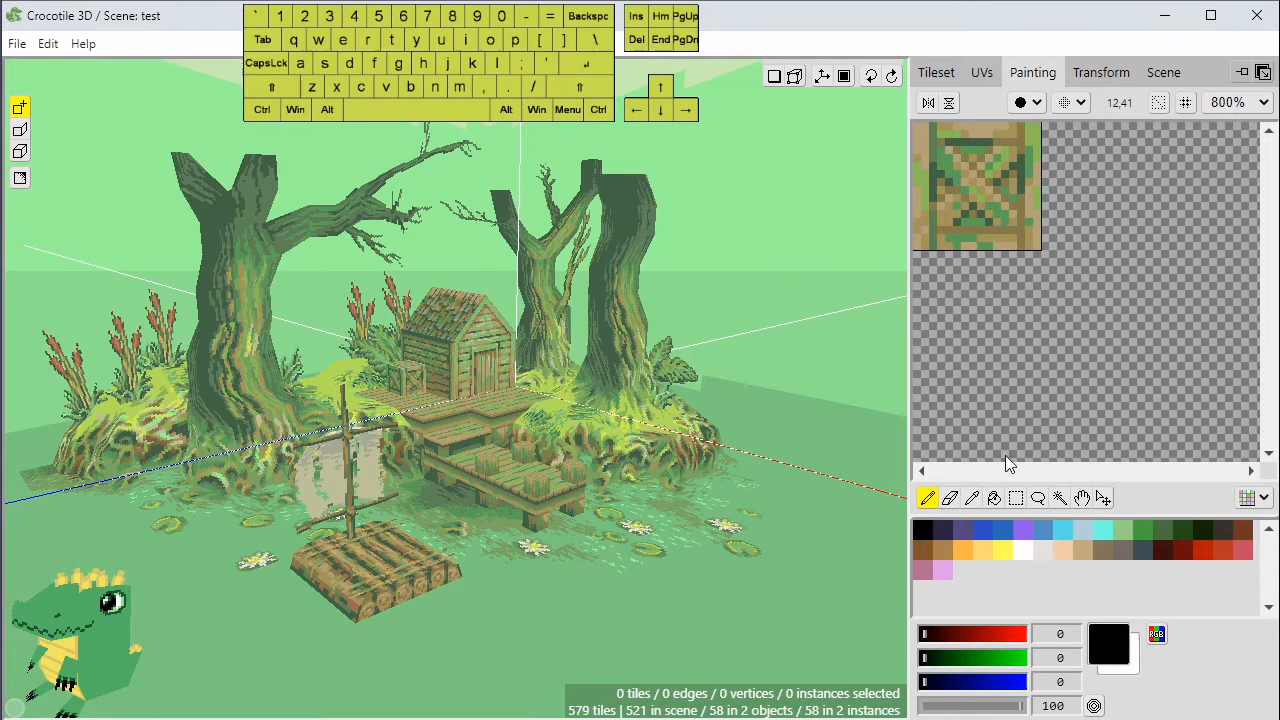 Crocotile 3D / Scene: test
File Edit Help
` 1 2 3 4 5 6 7 8 9 0 - = Backspc
Tab q w e r t y u i o p [ ] \
CapsLck a s d f g h j k l ; ' ↵
⇧ z x c v b n m , . / ⇧
Ctrl Win Alt Alt Win Menu Ctrl
Ins Hm PgUp
Del End PgDn
↑
← ↓ →
Tileset UVs Painting Transform Scene
12,41 800%
RGB
0
0
0
100
0 tiles / 0 edges / 0 vertices / 0 instances selected
579 tiles | 521 in scene / 58 in 2 objects / 58 in 2 instances